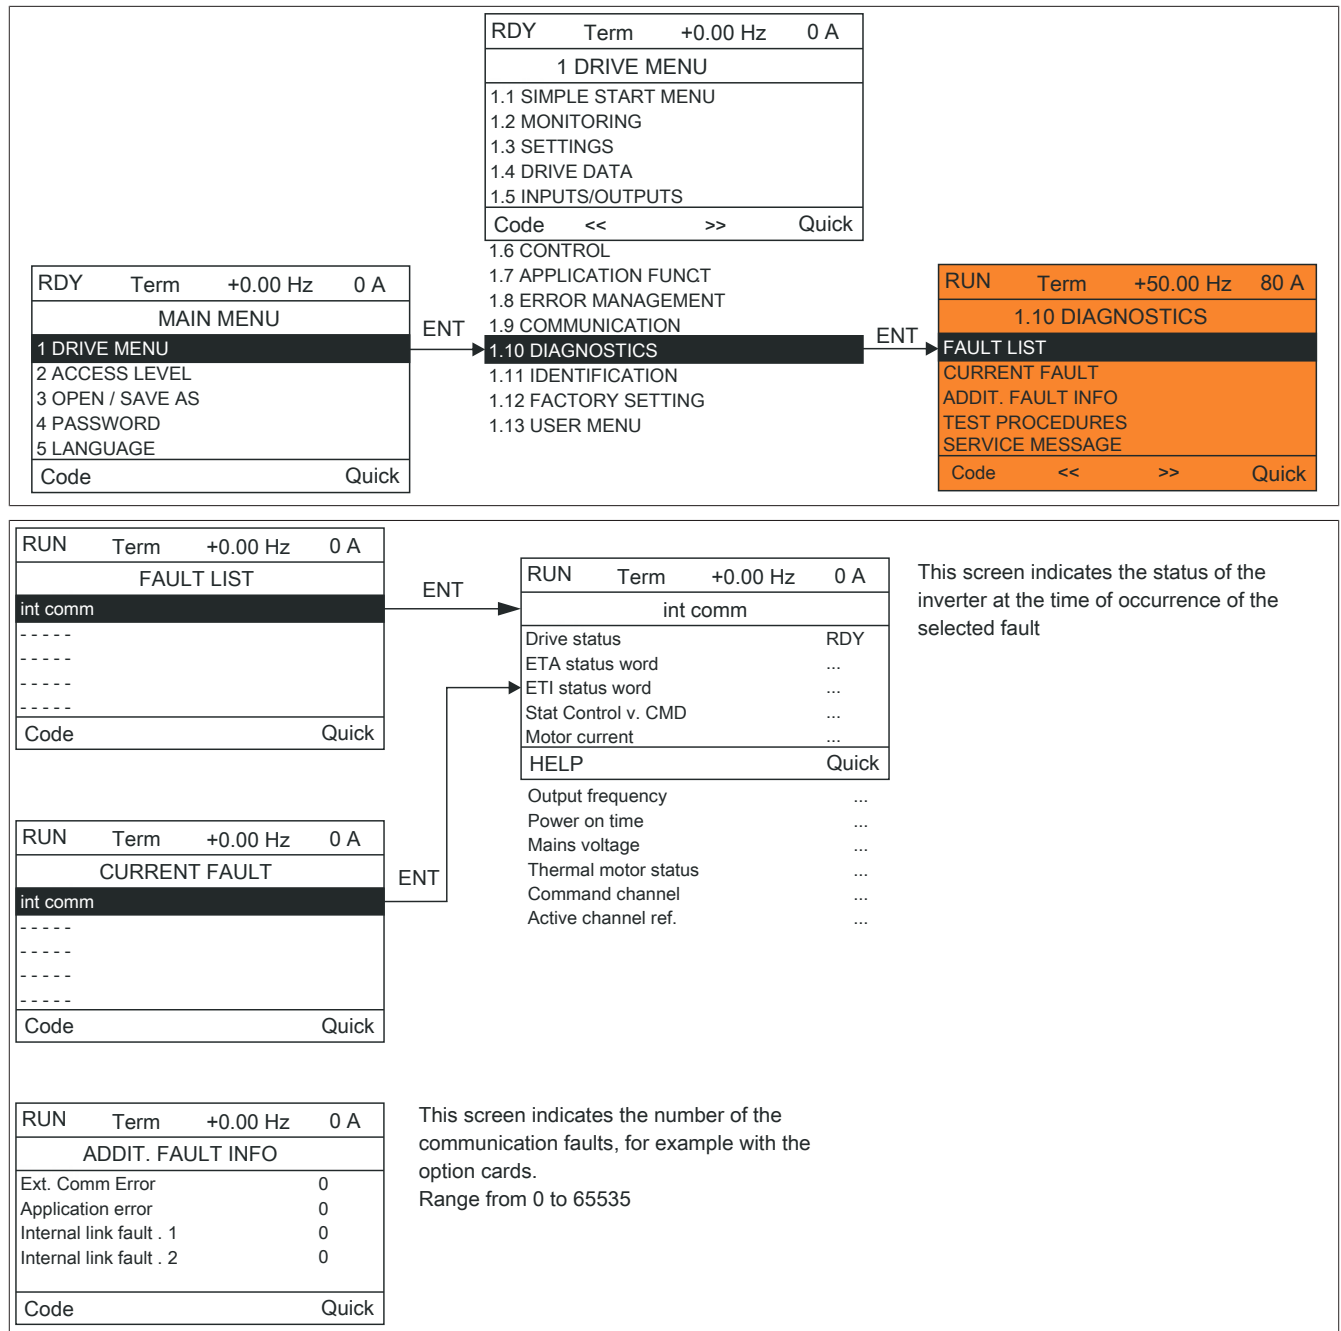 RDY Term +0.00 Hz 0 A
1 DRIVE MENU
1.1 SIMPLE START MENU
1.2 MONITORING
1.3 SETTINGS
1.4 DRIVE DATA
1.5 INPUTS/OUTPUTS
Code << >> Quick
1.6 CONTROL
1.7 APPLICATION FUNCT
1.8 ERROR MANAGEMENT
1.9 COMMUNICATION
1.10 DIAGNOSTICS
1.11 IDENTIFICATION
1.12 FACTORY SETTING
1.13 USER MENU
RDY Term +0.00 Hz 0 A
MAIN MENU
1 DRIVE MENU
2 ACCESS LEVEL
3 OPEN / SAVE AS
4 PASSWORD
5 LANGUAGE
Code Quick
ENT
ENT
RUN Term +50.00 Hz 80 A
1.10 DIAGNOSTICS
FAULT LIST
CURRENT FAULT
ADDIT. FAULT INFO
TEST PROCEDURES
SERVICE MESSAGE
Code << >> Quick
RUN Term +0.00 Hz 0 A
FAULT LIST
int comm
- - - - -
- - - - -
- - - - -
- - - - -
Code Quick
ENT
RUN Term +0.00 Hz 0 A
int comm
Drive status RDY
ETA status word ...
ETI status word ...
Stat Control v. CMD ...
Motor current ...
HELP Quick
Output frequency ...
Power on time ...
Mains voltage ...
Thermal motor status ...
Command channel ...
Active channel ref. ...
This screen indicates the status of the
inverter at the time of occurrence of the
selected fault
RUN Term +0.00 Hz 0 A
CURRENT FAULT
int comm
- - - - -
- - - - -
- - - - -
- - - - -
Code Quick
ENT
RUN Term +0.00 Hz 0 A
ADDIT. FAULT INFO
Ext. Comm Error 0
Application error 0
Internal link fault . 1 0
Internal link fault . 2 0
Code Quick
This screen indicates the number of the
communication faults, for example with the
option cards.
Range from 0 to 65535